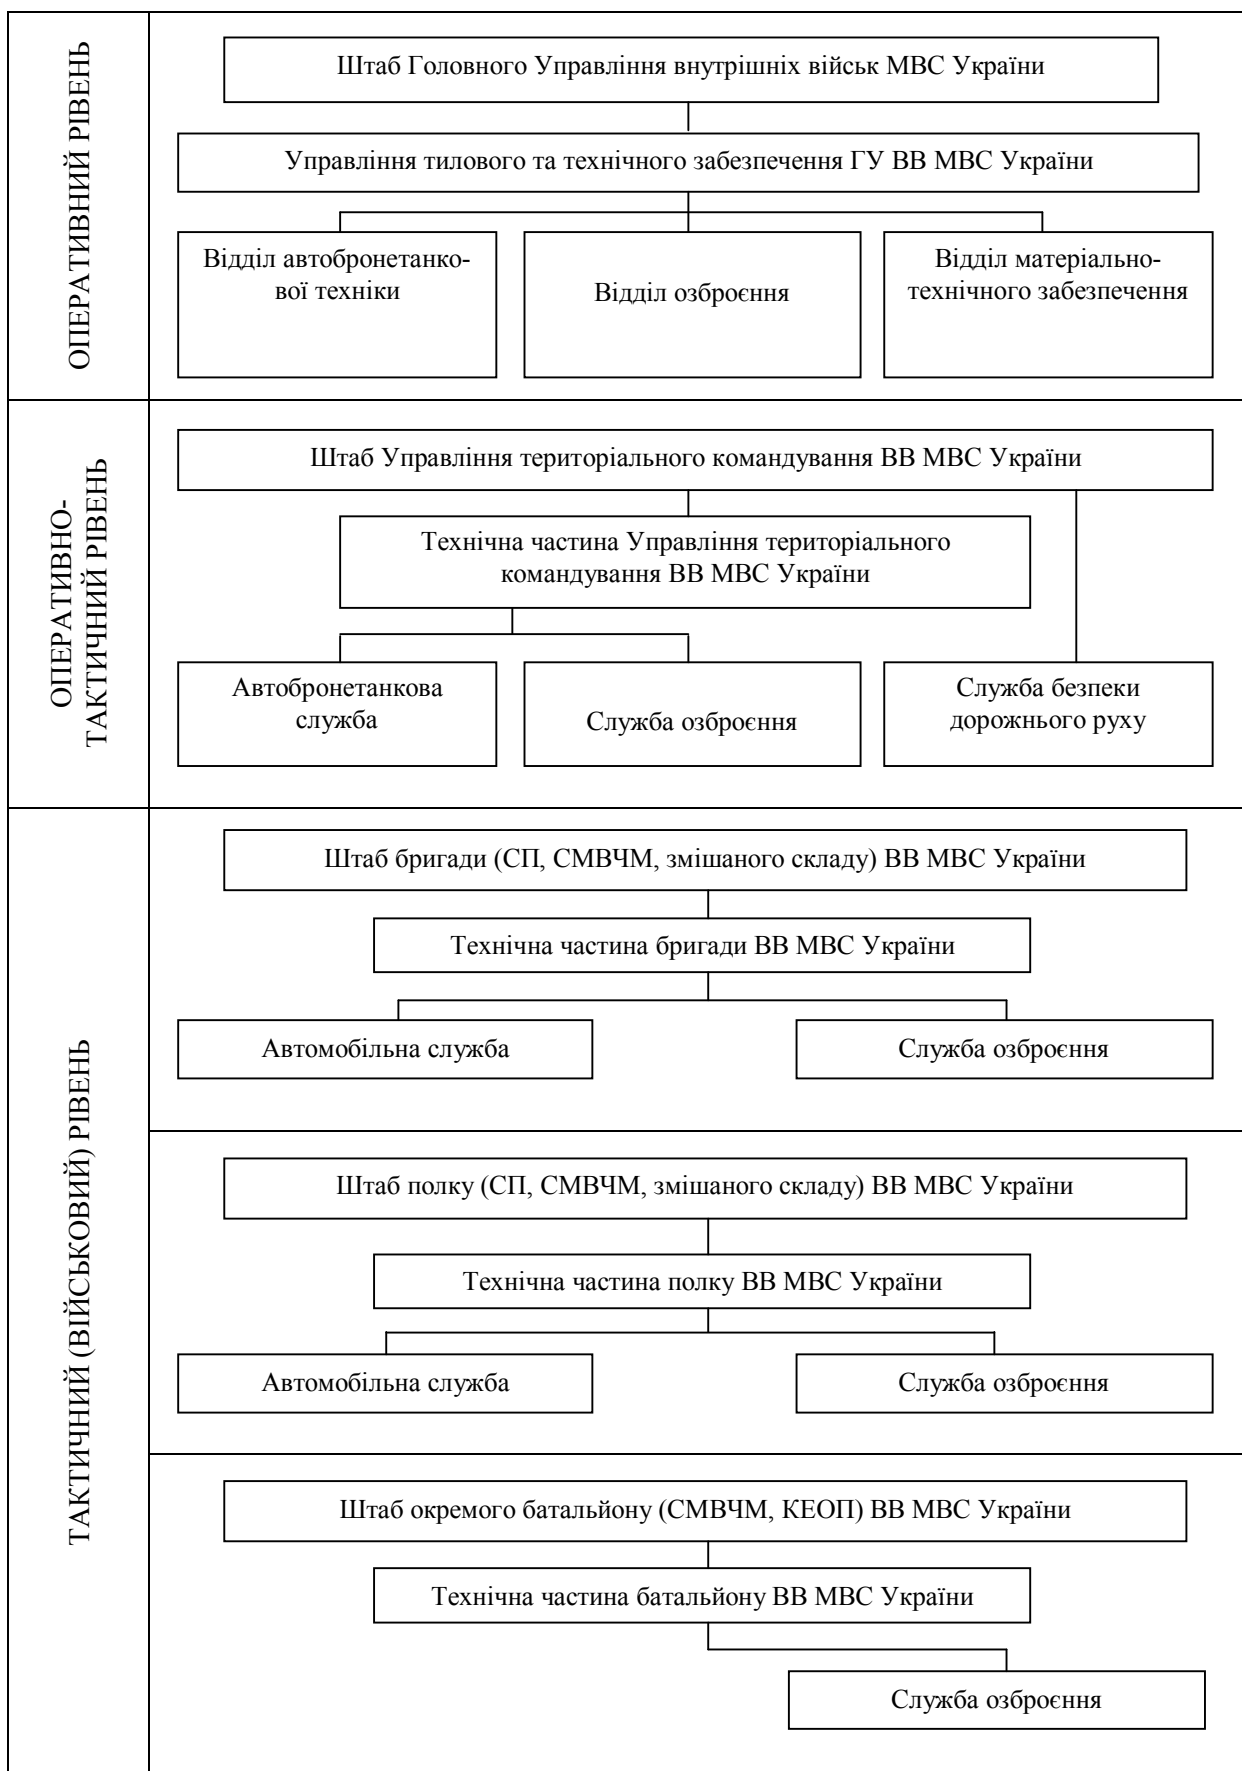 ОПЕРАТИВНИЙ РІВЕНЬ
Штаб Головного Управління внутрішніх військ МВС України
Управління тилового та технічного забезпечення ГУ ВВ МВС України
Відділ автобронетанко-
вої техніки
Відділ озброєння
Відділ матеріально-
технічного забезпечення
ОПЕРАТИВНО-
ТАКТИЧНИЙ РІВЕНЬ
Штаб Управління територіального командування ВВ МВС України
Технічна частина Управління територіального
командування ВВ МВС України
Автобронетанкова
служба
Служба озброєння
Служба безпеки
дорожнього руху
ТАКТИЧНИЙ (ВІЙСЬКОВИЙ) РІВЕНЬ
Штаб бригади (СП, СМВЧМ, змішаного складу) ВВ МВС України
Технічна частина бригади ВВ МВС України
Автомобільна служба
Служба озброєння
Штаб полку (СП, СМВЧМ, змішаного складу) ВВ МВС України
Технічна частина полку ВВ МВС України
Автомобільна служба
Служба озброєння
Штаб окремого батальйону (СМВЧМ, КЕОП) ВВ МВС України
Технічна частина батальйону ВВ МВС України
Служба озброєння